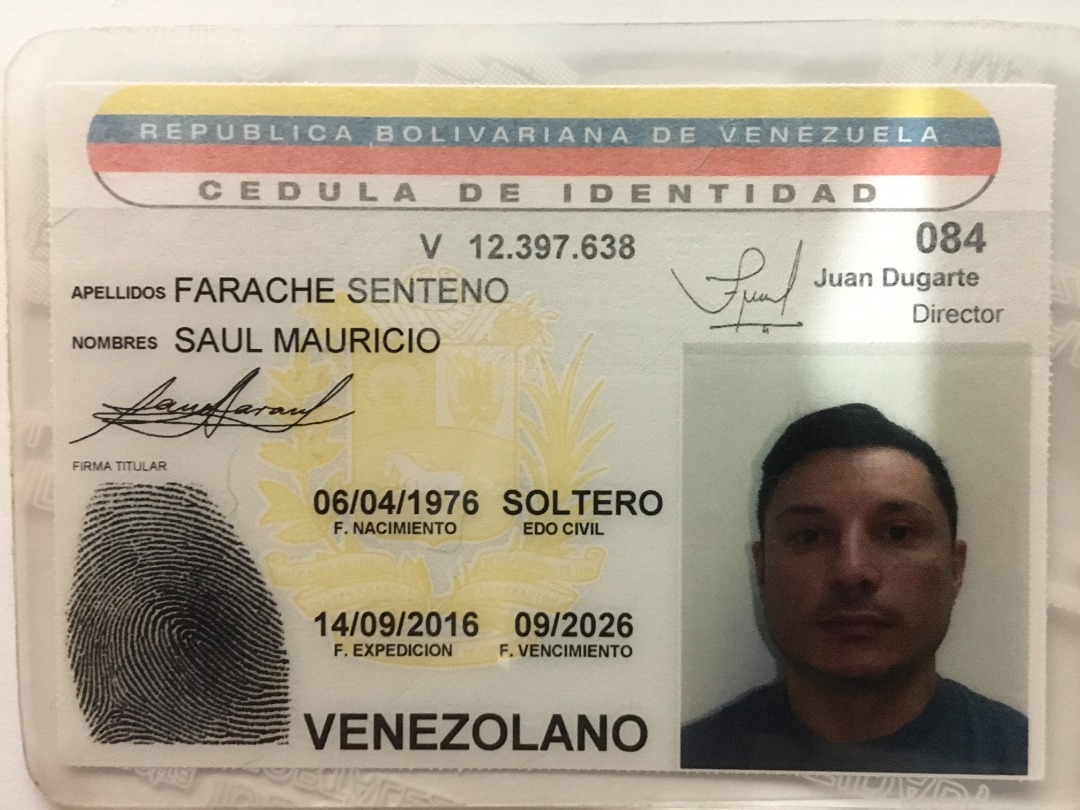 REPUBLICA BOLIVARIANA DE VENEZUELA
CEDULA DE IDENTIDAD
V 12.397.638
084
Juan Dugarte
Director
APELLIDOS FARACHE SENTENO
NOMBRES SAUL MAURICIO
FIRMA TITULAR
06/04/1976 SOLTERO
F. NACIMIENTO EDO CIVIL
14/09/2016 09/2026
F. EXPEDICION F. VENCIMIENTO
VENEZOLANO